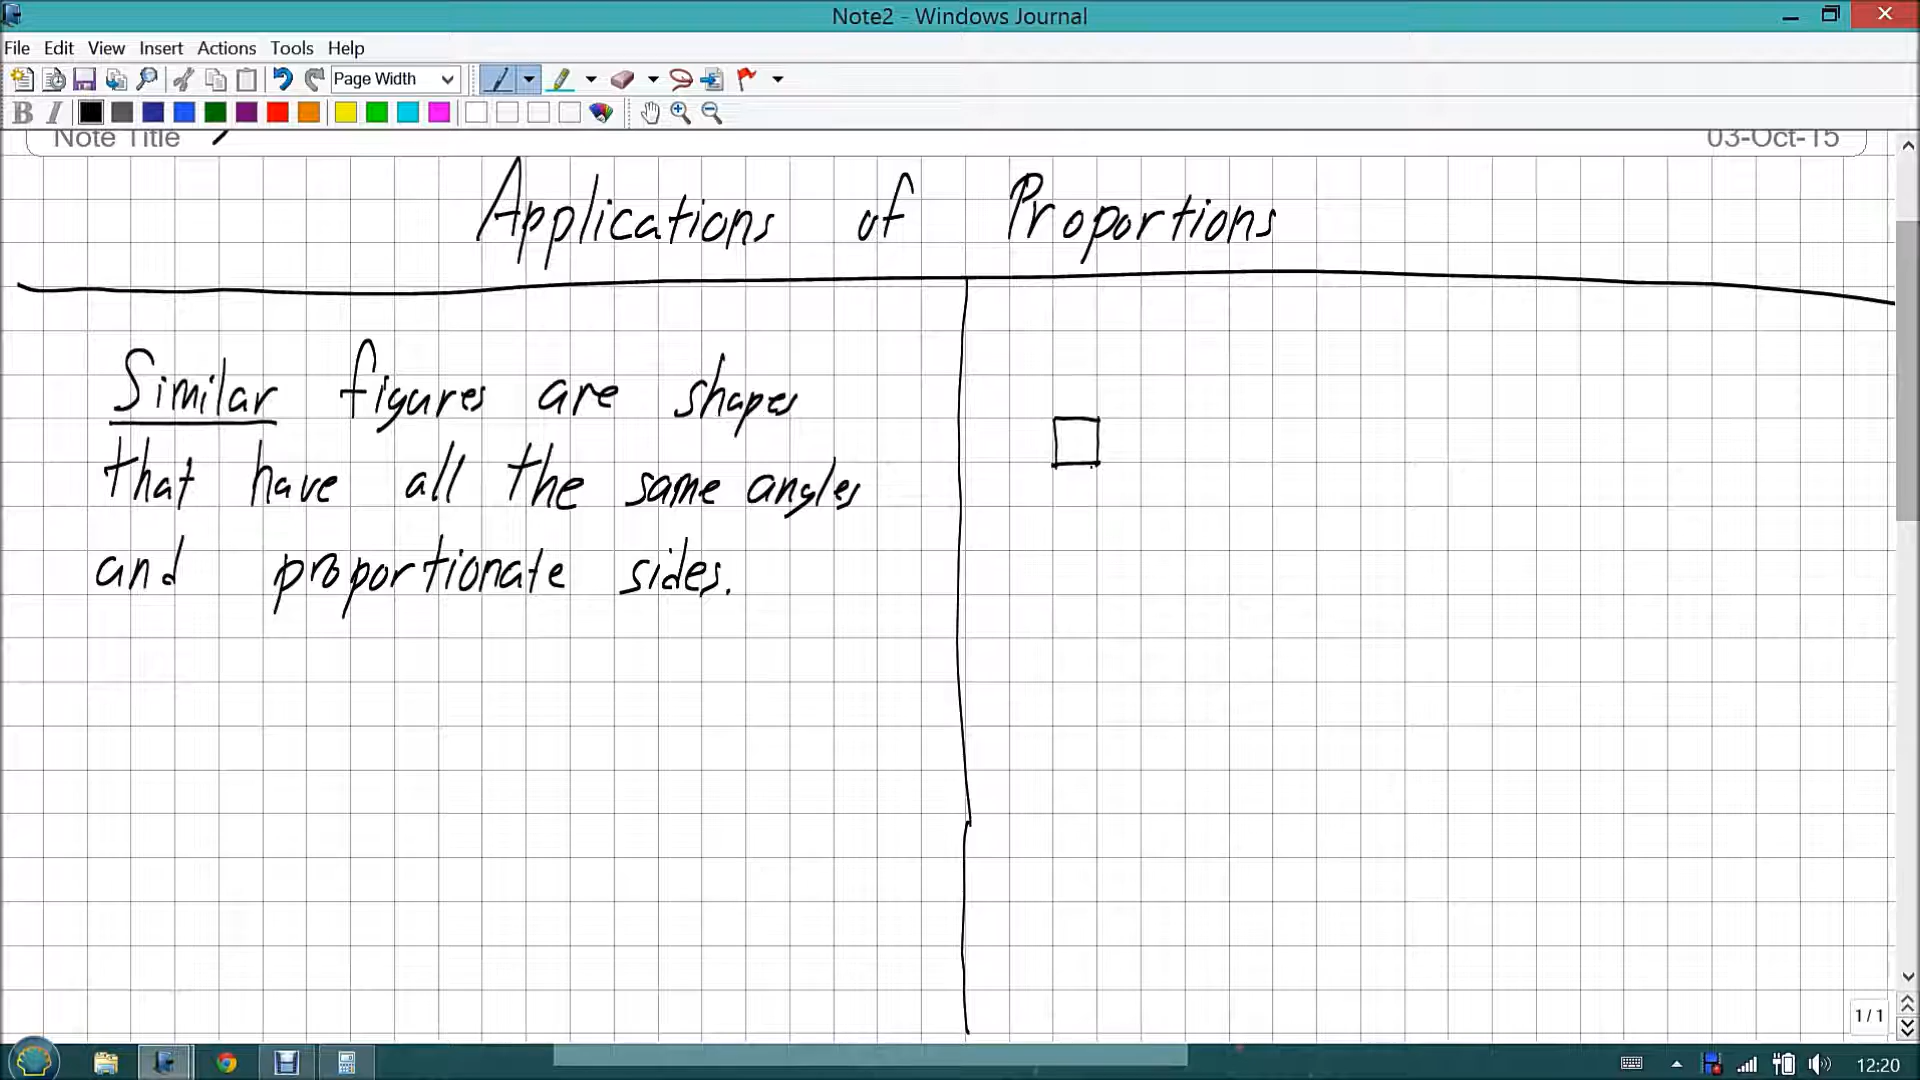 Note2 - Windows Journal
File Edit View Insert Actions Tools Help
Page Width
B I
Note Title
03-Oct-15
Applications of Proportions
Similar figures are shapes
that have all the same angles
and proportionate sides.
1 / 1
12:20